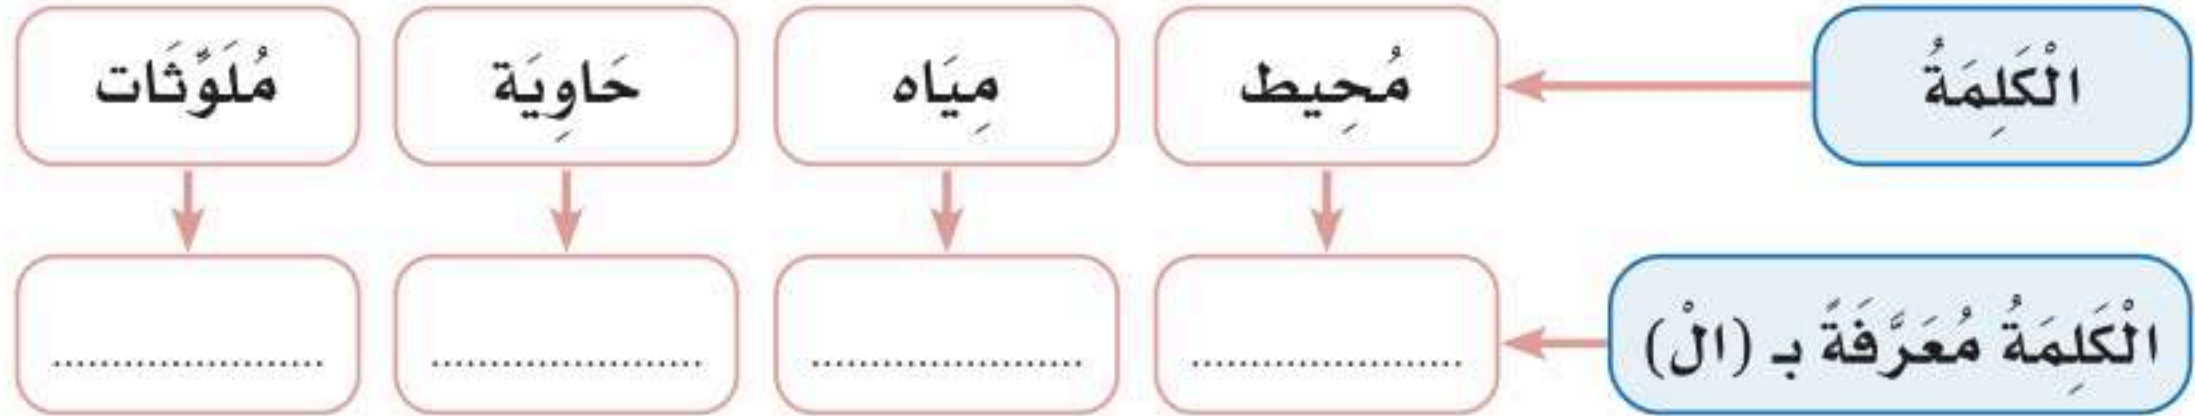 الْكَلِمَةُ
مُحِيط
مِيَاه
حَاوِيَة
مُلَوِّثَات
الْكَلِمَةُ مُعَرَّفَةً بـ (الْ)
......................
......................
......................
......................